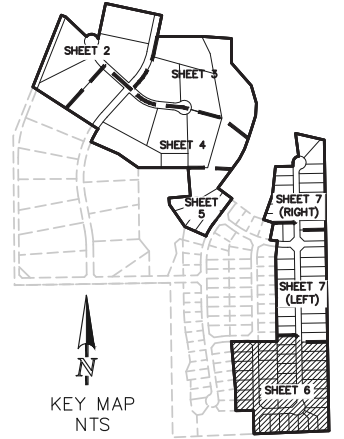 SHEET 2
SHEET 3
SHEET 4
SHEET
5
SHEET 7
(RIGHT)
SHEET 7
(LEFT)
SHEET 6
N
KEY MAP
NTS